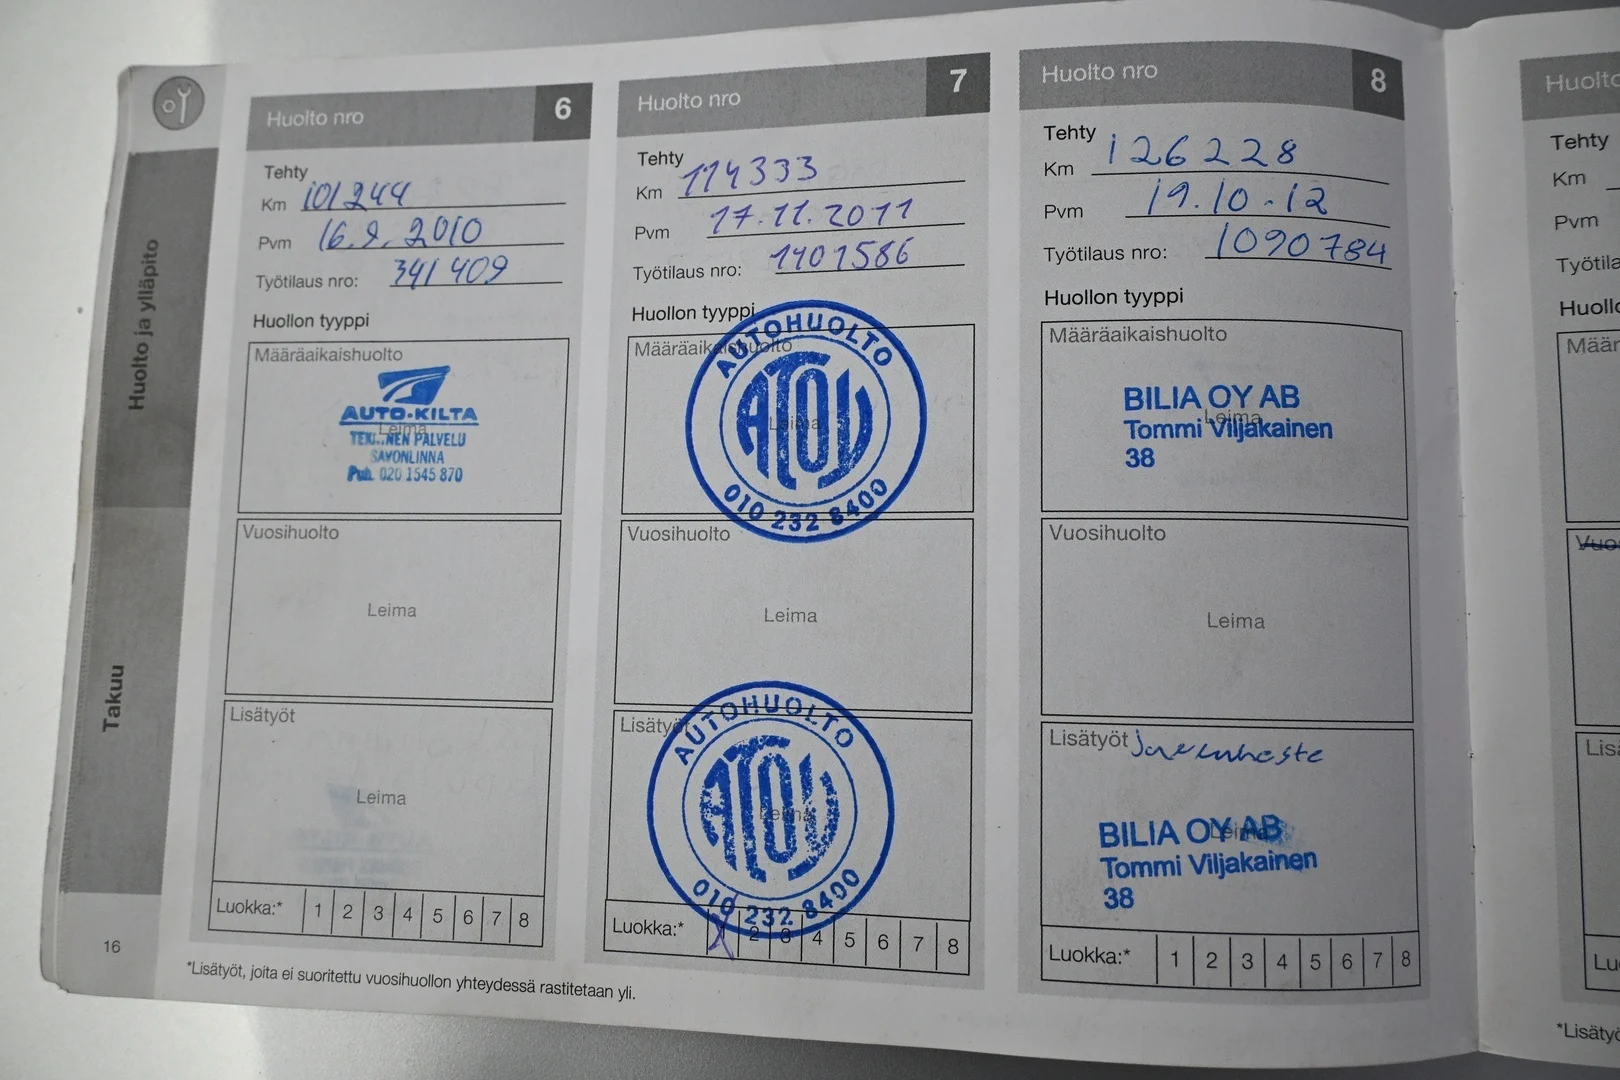 Huolto ja ylläpito
Takuu
16
Huolto nro 6
Tehty
Km 101244
Pvm 16.9.2010
Työtilaus nro: 341409
Huollon tyyppi
Määräaikaishuolto
AUTO-KILTA
Leima
PALVELU
SAVONLINNA
Puh. 020 1545 870
Vuosihuolto
Leima
Lisätyöt
Leima
Luokka:* 1 2 3 4 5 6 7 8
Huolto nro 7
Tehty
Km 114333
Pvm 17.11.2011
Työtilaus nro: 1401586
Huollon tyyppi
Määräaikaishuolto
AUTOHUOLTO
ATOY
Leima
010 232 8400
Vuosihuolto
Leima
Lisätyöt
AUTOHUOLTO
ATOY
Leima
010 232 8400
Luokka:* 1 2 3 4 5 6 7 8
Huolto nro 8
Tehty
Km 126228
Pvm 19.10.12
Työtilaus nro: 1090784
Huollon tyyppi
Määräaikaishuolto
BILIA OY AB
Leima
Tommi Viljakainen
38
Vuosihuolto
Leima
Lisätyöt
BILIA OY AB
Leima
Tommi Viljakainen
38
Luokka:* 1 2 3 4 5 6 7 8
*Lisätyöt, joita ei suoritettu vuosihuollon yhteydessä rastitetaan yli.
Huolto
Tehty
Km
Pvm
Työtila
Huollo
Määr
Vuos
Lisä
Lu
*Lisätyö